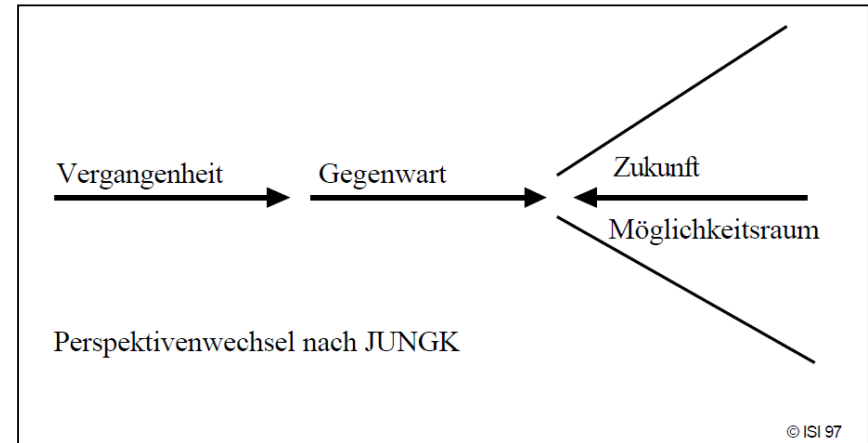 Vergangenheit
Gegenwart
Zukunft
Möglichkeitsraum
Perspektivenwechsel nach JUNGK
© ISI 97